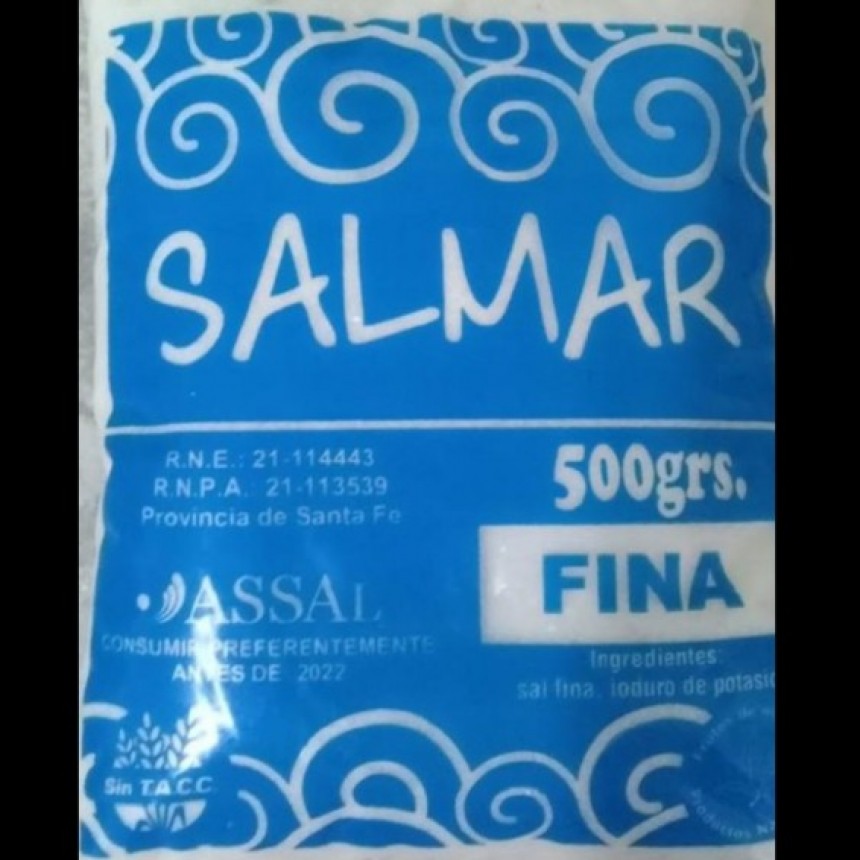 SALMAR
R.N.E.: 21-114443
R.N.P.A. 21-113539
Provincia de Santa Fe
500grs.
FINA
ASSAL
CONSUMIR PREFERENTEMENTE
ANTES DE 2022
Ingredientes:
sal fina, ioduro de potasio
Sin T.A.C.C.
Productos